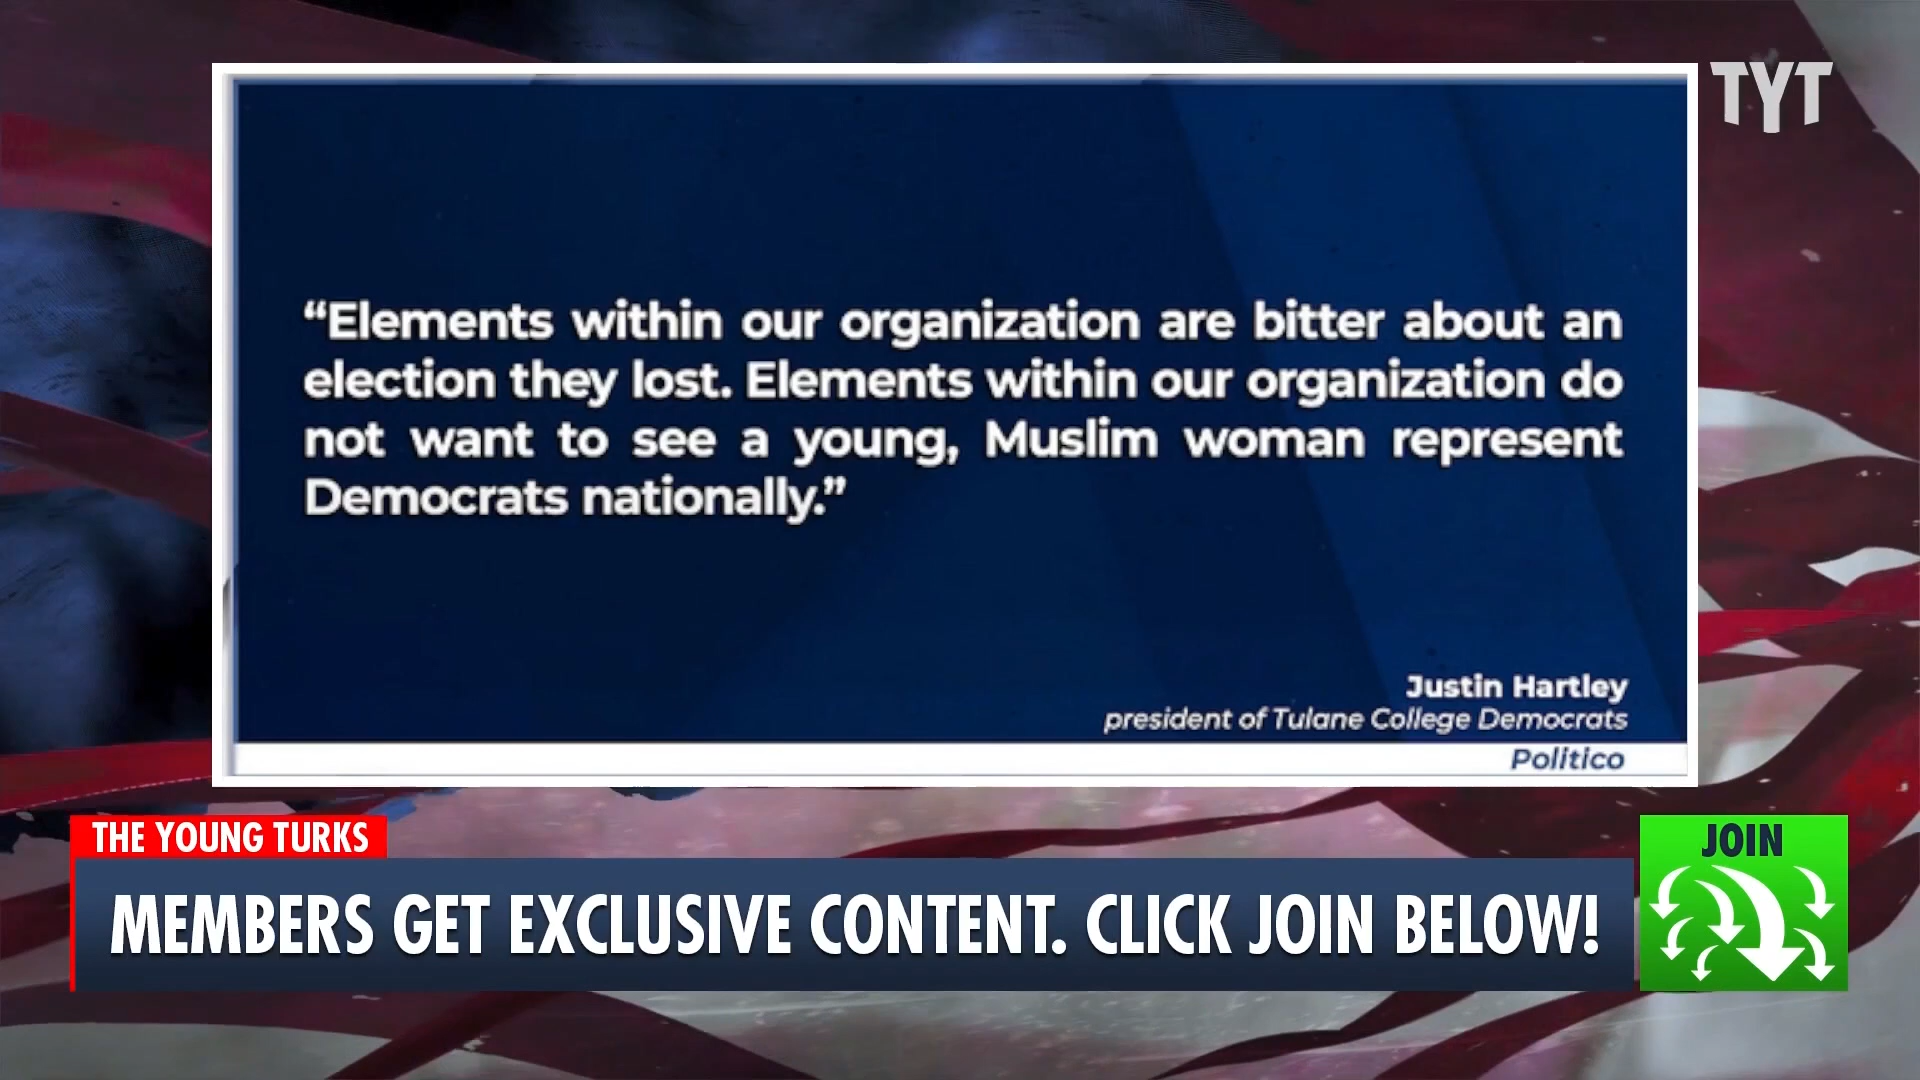 TYT
“Elements within our organization are bitter about an
election they lost. Elements within our organization do
not want to see a young, Muslim woman represent
Democrats nationally.”
Justin Hartley
president of Tulane College Democrats
Politico
THE YOUNG TURKS
MEMBERS GET EXCLUSIVE CONTENT. CLICK JOIN BELOW!
JOIN